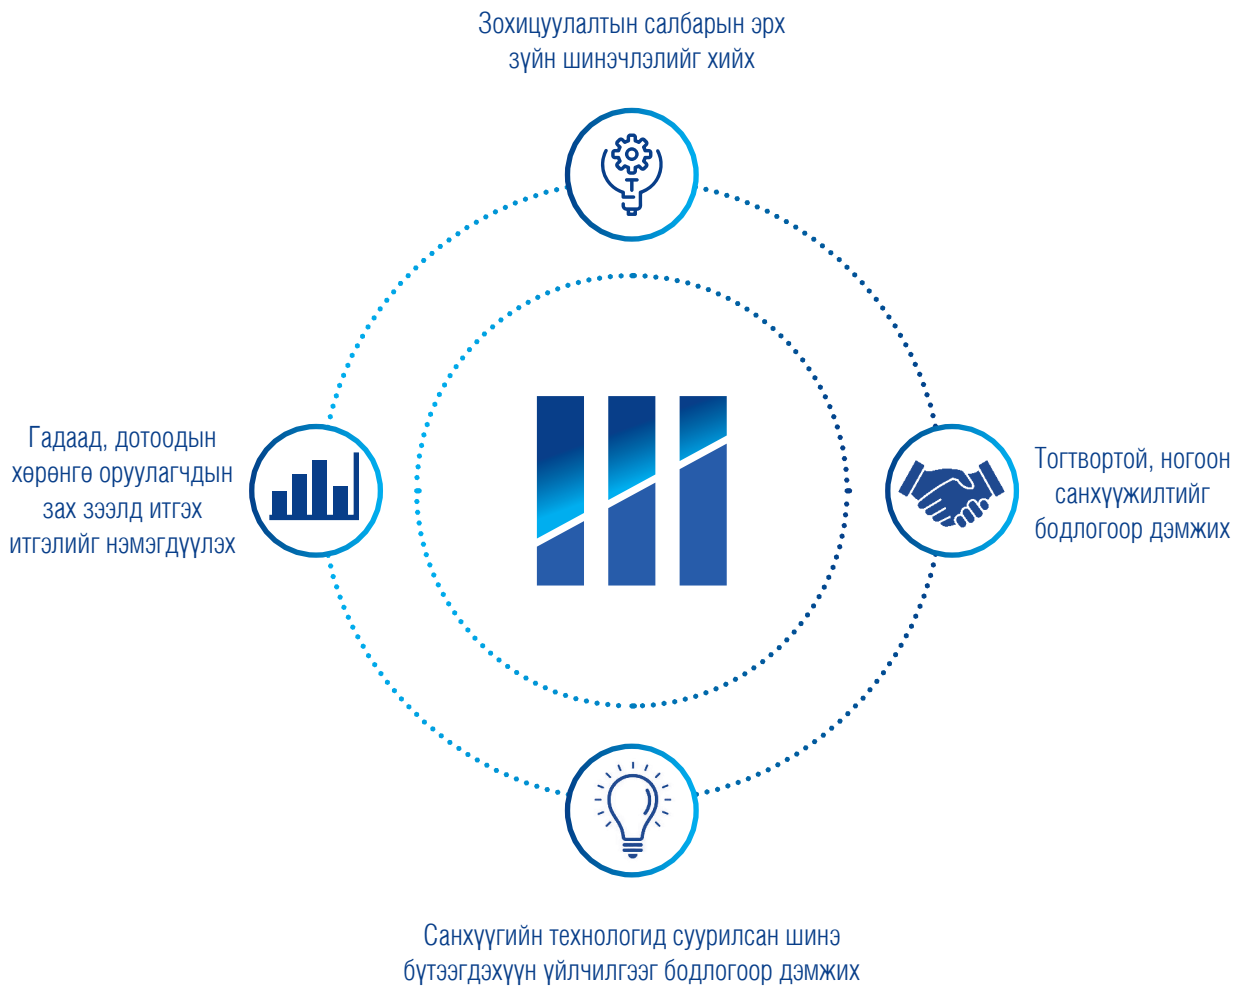 Зохицуулалтын салбарын эрх
зүйн шинэчлэлийг хийх
Гадаад, дотоодын
хөрөнгө оруулагчдын
зах зээлд итгэх
итгэлийг нэмэгдүүлэх
Тогтвортой, ногоон
санхүүжилтийг
бодлогоор дэмжих
Санхүүгийн технологид суурилсан шинэ
бүтээгдэхүүн үйлчилгээг бодлогоор дэмжих